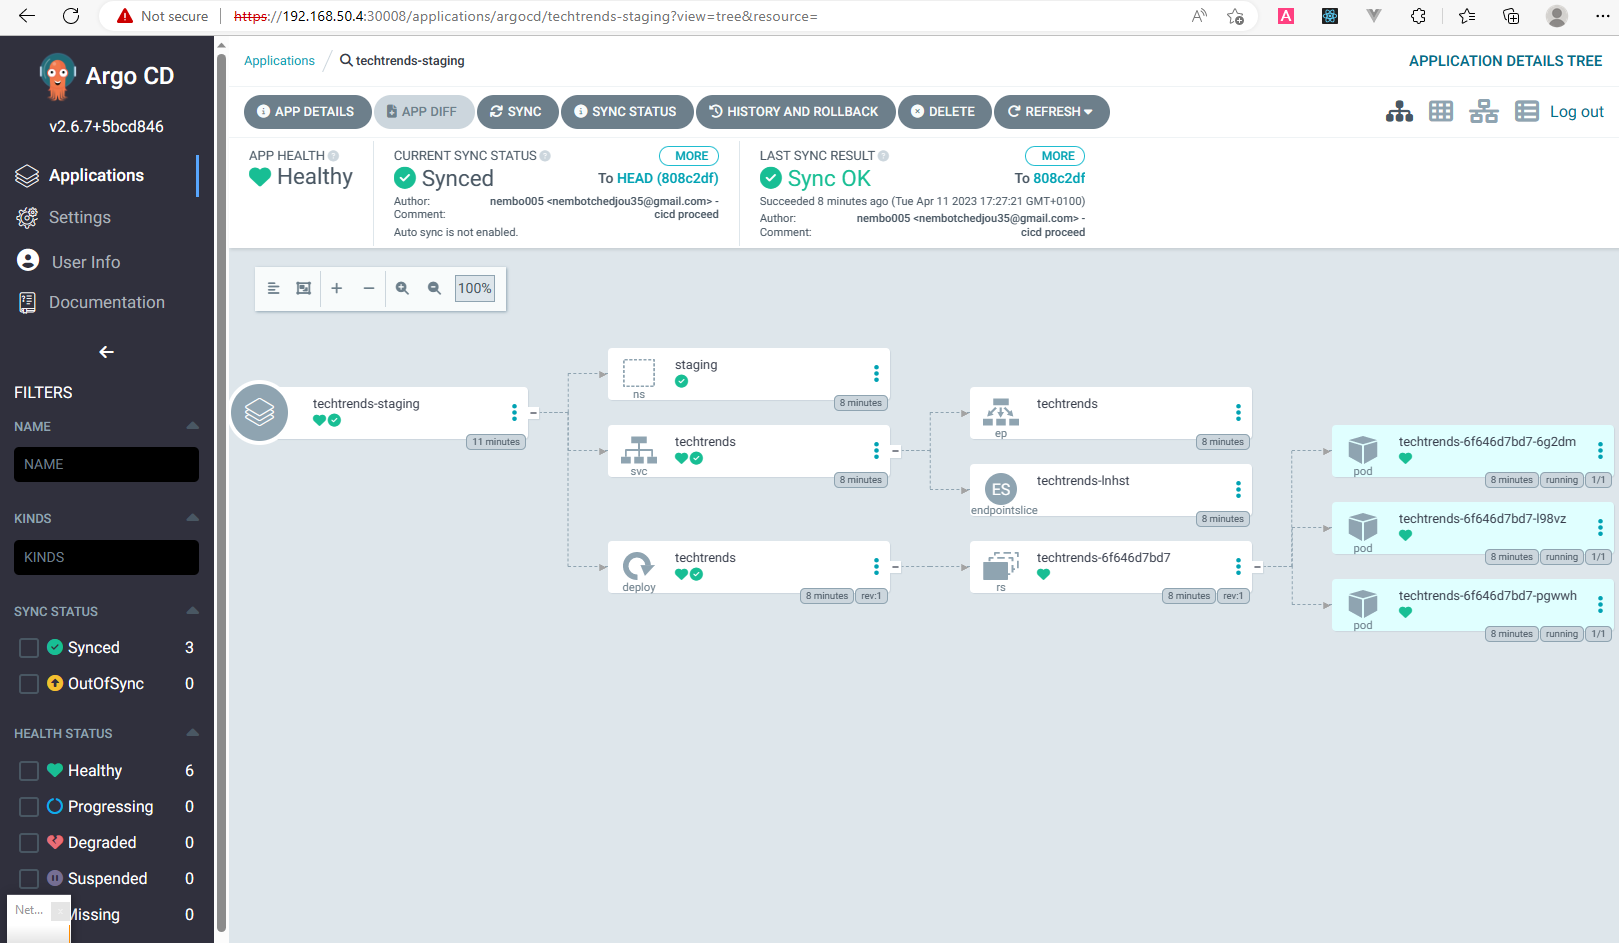 Not secure
https://192.168.50.4:30008/applications/argocd/techtrends-staging?view=tree&resource=
A
Argo CD
v2.6.7+5bcd846
Applications
Settings
User Info
Documentation
FILTERS
NAME
NAME
KINDS
KINDS
SYNC STATUS
Synced 3
OutOfSync 0
HEALTH STATUS
Healthy 6
Progressing 0
Degraded 0
Suspended 0
Missing 0
Net...
Applications / techtrends-staging
APPLICATION DETAILS TREE
APP DETAILS
APP DIFF
SYNC
SYNC STATUS
HISTORY AND ROLLBACK
DELETE
REFRESH
Log out
APP HEALTH
Healthy
CURRENT SYNC STATUS
MORE
Synced
To HEAD (808c2df)
Author: nembo005 <nembotchedjou35@gmail.com> -
Comment: cicd proceed
Auto sync is not enabled.
LAST SYNC RESULT
MORE
Sync OK
To 808c2df
Succeeded 8 minutes ago (Tue Apr 11 2023 17:27:21 GMT+0100)
Author: nembo005 <nembotchedjou35@gmail.com> -
Comment: cicd proceed
100%
techtrends-staging
11 minutes
staging
ns
8 minutes
techtrends
svc
8 minutes
techtrends
deploy
8 minutes rev:1
techtrends
ep
8 minutes
ES
techtrends-lnhst
endpointslice
8 minutes
techtrends-6f646d7bd7
rs
8 minutes rev:1
techtrends-6f646d7bd7-6g2dm
pod
8 minutes running 1/1
techtrends-6f646d7bd7-l98vz
pod
8 minutes running 1/1
techtrends-6f646d7bd7-pgwwh
pod
8 minutes running 1/1